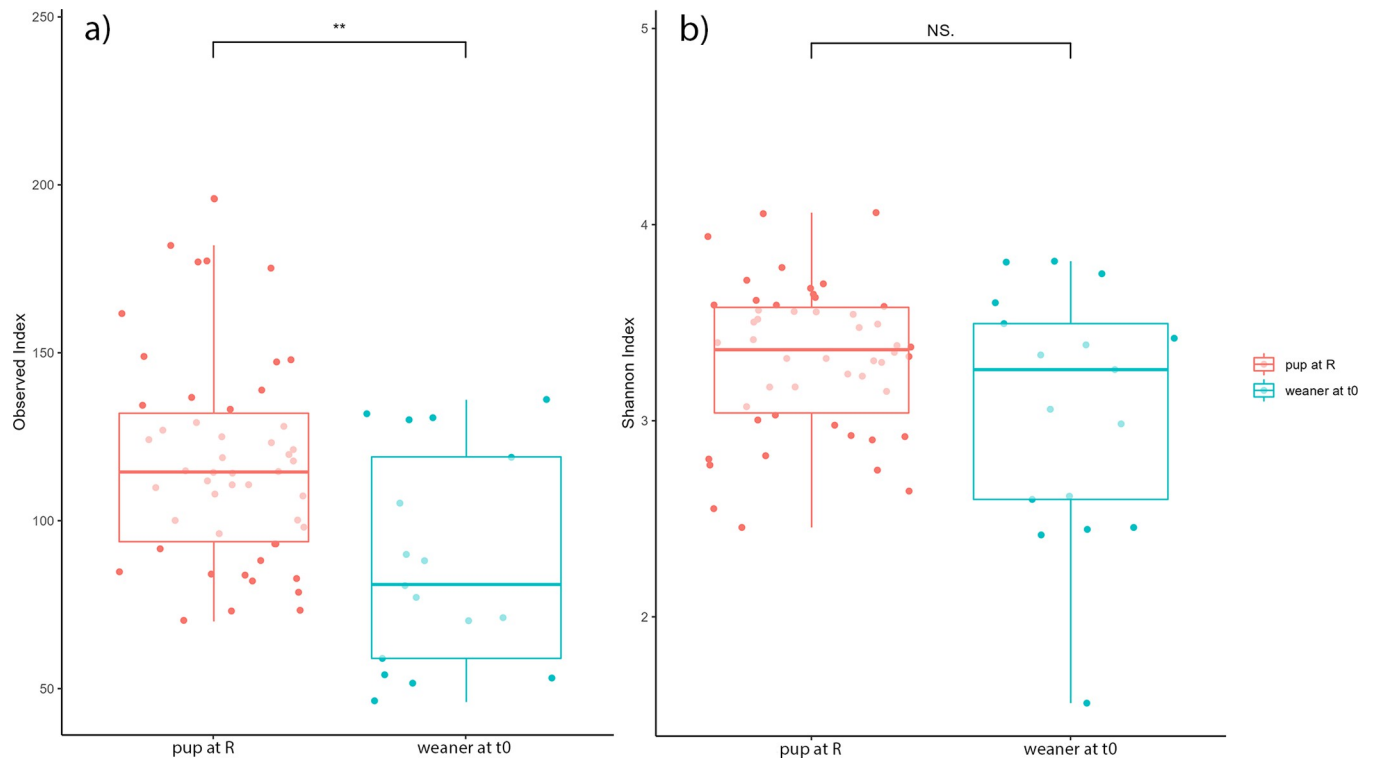 a)
**
250
200
150
100
50
Observed Index
pup at R
weaner at t0
b)
NS.
5
4
3
2
Shannon Index
pup at R
weaner at t0
pup at R
weaner at t0